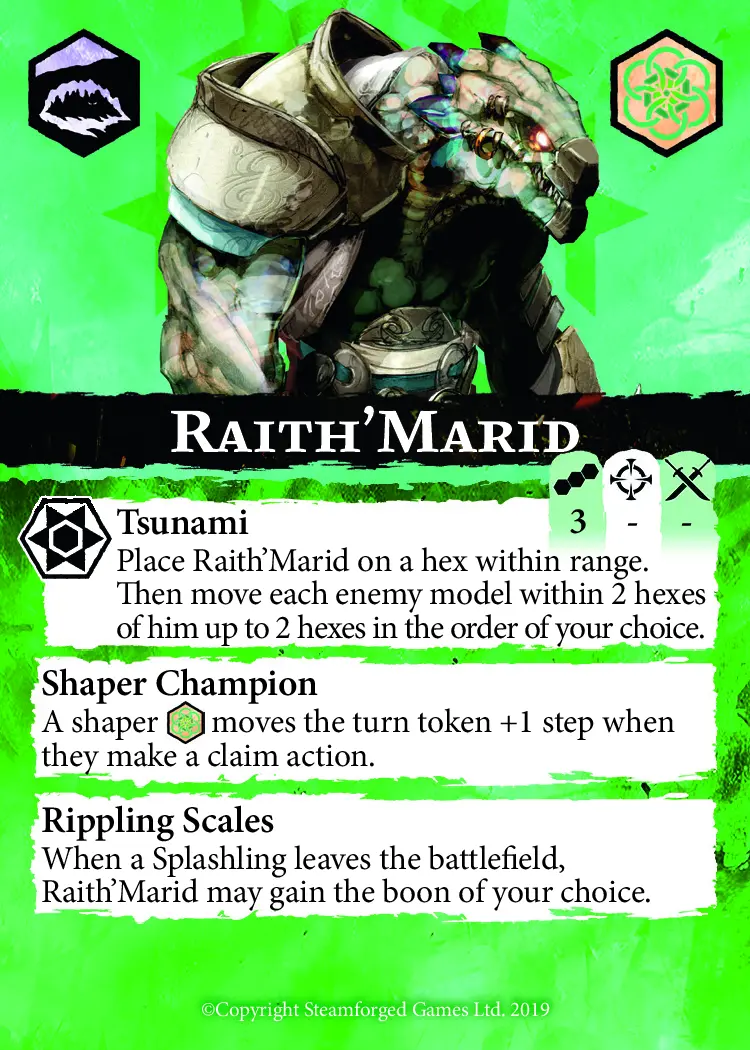 Raith’Marid
3 - -
Tsunami
Place Raith’Marid on a hex within range.
Then move each enemy model within 2 hexes
of him up to 2 hexes in the order of your choice.
Shaper Champion
A shaper moves the turn token +1 step when
they make a claim action.
Rippling Scales
When a Splashling leaves the battlefield,
Raith’Marid may gain the boon of your choice.
©Copyright Steamforged Games Ltd. 2019